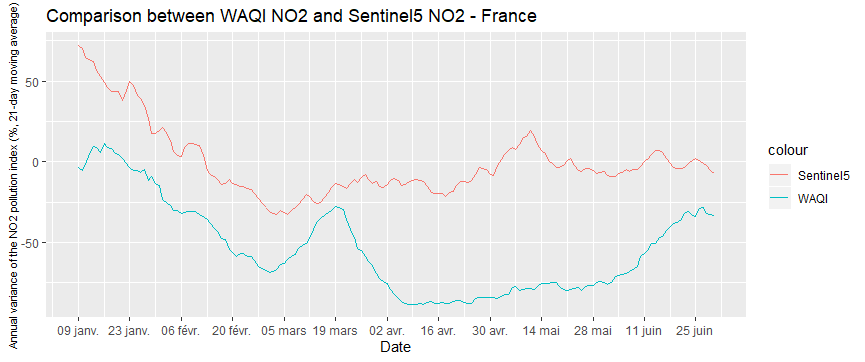 Comparison between WAQI NO2 and Sentinel5 NO2 - France
Annual variance of the NO2 pollution index (%, 21-day moving average)
50
0
-50
09 janv. 23 janv. 06 févr. 20 févr. 05 mars 19 mars 02 avr. 16 avr. 30 avr. 14 mai 28 mai 11 juin 25 juin
Date
colour
Sentinel5
WAQI